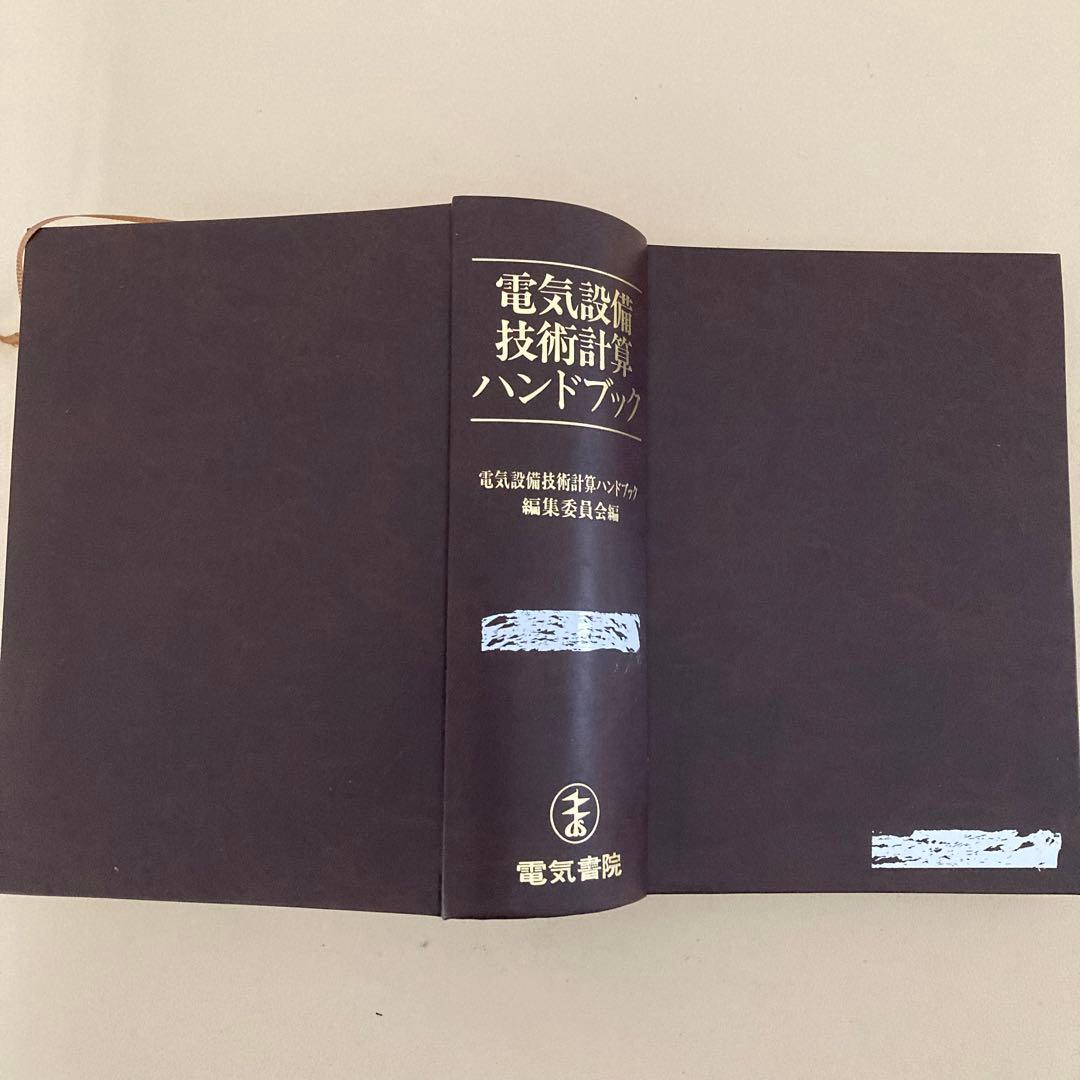 電気設備
技術計算
ハンドブック
電気設備技術計算ハンドブック
編集委員会編
電気書院